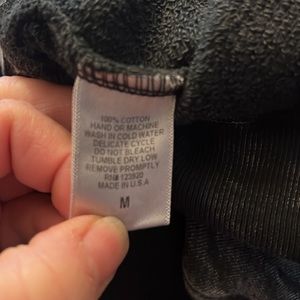 100% COTTON
HAND OR MACHINE
WASH IN COLD WATER
DELICATE CYCLE
DO NOT BLEACH
TUMBLE DRY LOW
REMOVE PROMPTLY
RN# 123920
MADE IN U.S.A
M